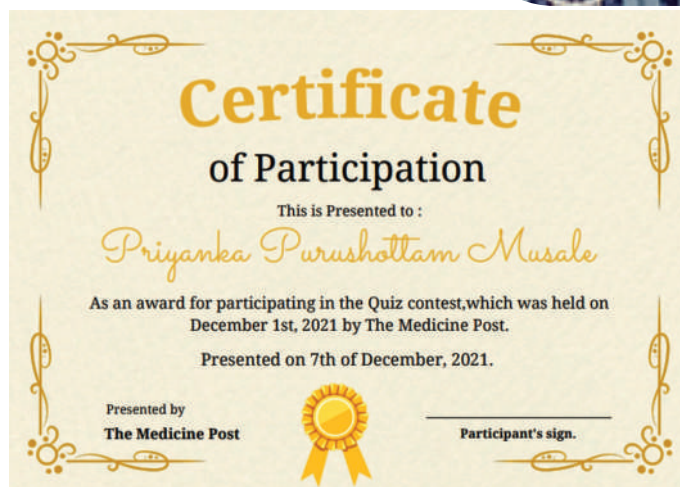 Certificate
of Participation
This is Presented to :
Priyanka Purushottam Musale
As an award for participating in the Quiz contest,which was held on
December 1st, 2021 by The Medicine Post.
Presented on 7th of December, 2021.
Presented by
The Medicine Post
Participant's sign.